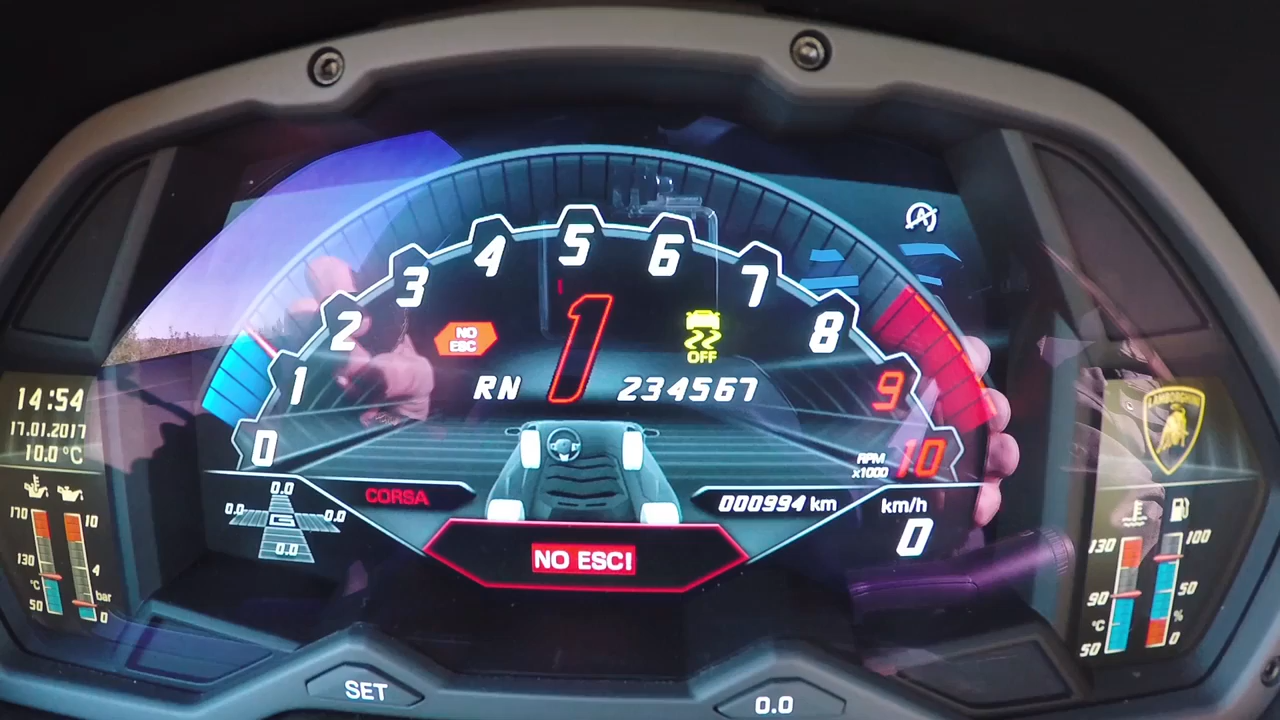 0 1 2 3 4 5 6 7 8 9 10
RPM
x1000
NO
ESC
1
OFF
RN 234567
A
14:54
17.01.2017
10.0 °C
170 10
130 4
°C bar
50 0
0.0
0.0 G 0.0
0.0
CORSA
000994 km
km/h
0
NO ESC!
LAMBORGHINI
130 100
90 50
°C %
50 0
SET
0.0